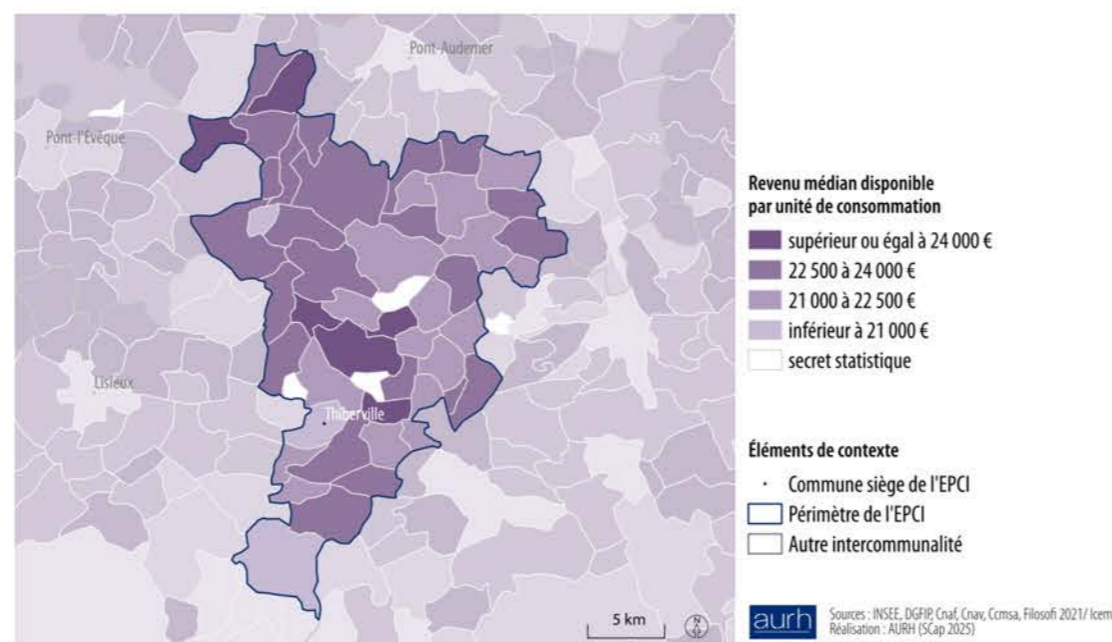 Pont-Audemer
Pont-l'Évêque
Lisieux
Thiberville
5 km
N
Revenu médian disponible
par unité de consommation
supérieur ou égal à 24 000 €
22 500 à 24 000 €
21 000 à 22 500 €
inférieur à 21 000 €
secret statistique
Éléments de contexte
Commune siège de l'EPCI
Périmètre de l'EPCI
Autre intercommunalité
aurh
Sources : INSEE, DGFIP, Cnaf, Cnav, Ccmsa, Filosofi 2021/
Réalisation : AURH (SCap 2025)